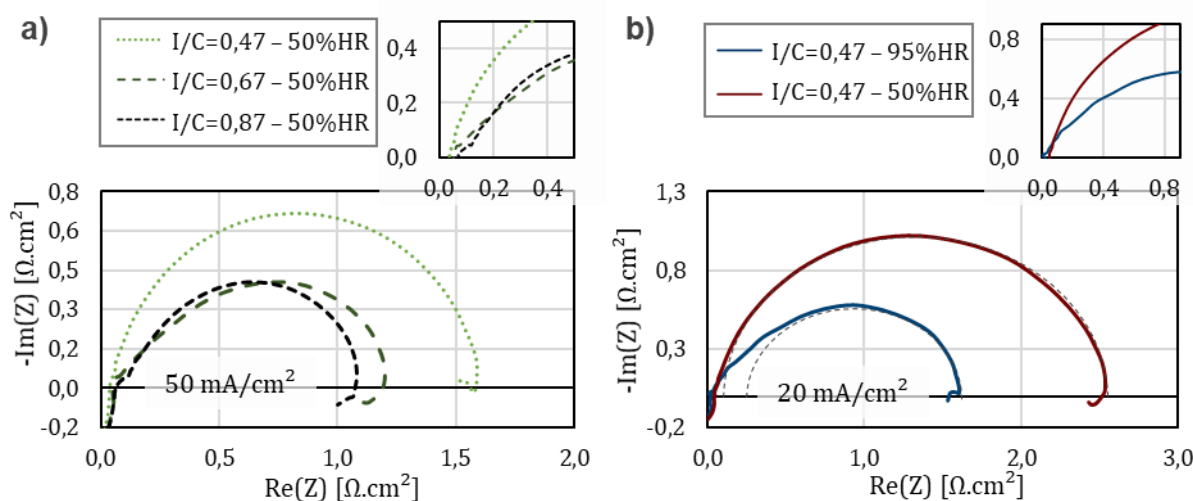 a)
I/C=0,47 – 50%HR
I/C=0,67 – 50%HR
I/C=0,87 – 50%HR
0,4
0,2
0,0
0,0 0,2 0,4
-Im(Z) [Ω.cm²]
0,8
0,6
0,5
0,3
0,2
0,0
-0,2
50 mA/cm²
0,0 0,5 1,0 1,5 2,0
Re(Z) [Ω.cm²]
b)
I/C=0,47 – 95%HR
I/C=0,47 – 50%HR
0,8
0,4
0,0
0,0 0,4 0,8
-Im(Z) [Ω.cm²]
1,3
0,8
0,3
-0,2
20 mA/cm²
0,0 1,0 2,0 3,0
Re(Z) [Ω.cm²]